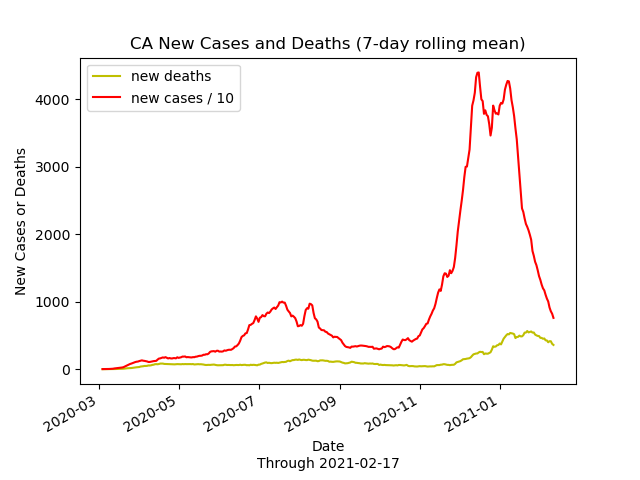 CA New Cases and Deaths (7-day rolling mean)
new deaths
new cases / 10
4000
3000
2000
1000
0
New Cases or Deaths
2020-03
2020-05
2020-07
2020-09
2020-11
2021-01
Date
Through 2021-02-17